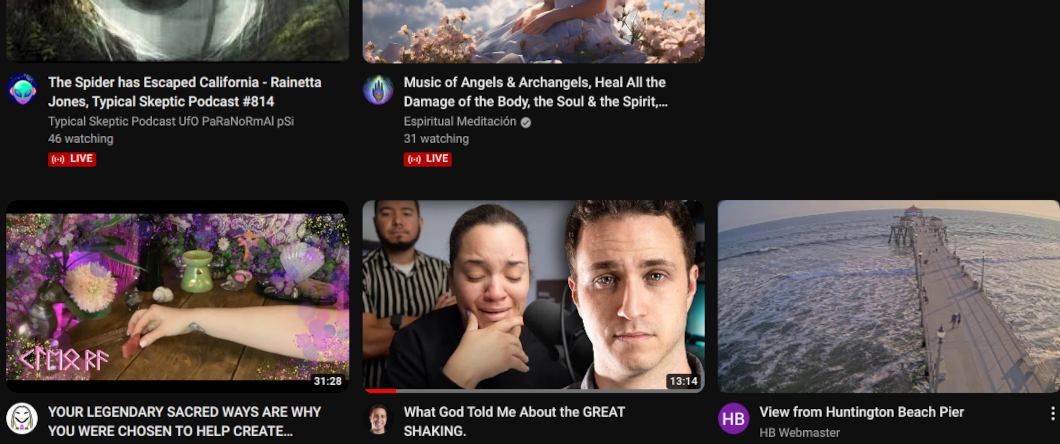 The Spider has Escaped California - Rainetta
Jones, Typical Skeptic Podcast #814
Typical Skeptic Podcast UfO PaRaNoRmAl pSi
46 watching
LIVE
Music of Angels & Archangels, Heal All the
Damage of the Body, the Soul & the Spirit,...
Espiritual Meditación
31 watching
LIVE
31:28
YOUR LEGENDARY SACRED WAYS ARE WHY
YOU WERE CHOSEN TO HELP CREATE...
13:14
What God Told Me About the GREAT
SHAKING.
HB
View from Huntington Beach Pier
HB Webmaster